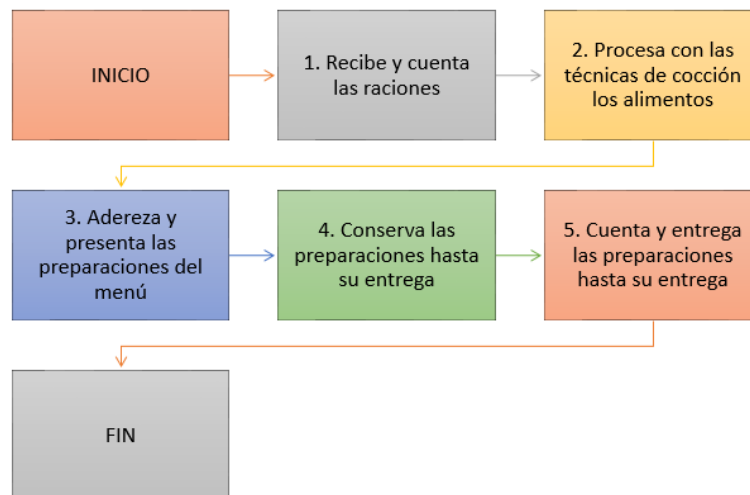 INICIO
1. Recibe y cuenta
las raciones
2. Procesa con las
técnicas de cocción
los alimentos
3. Adereza y
presenta las
preparaciones del
menú
4. Conserva las
preparaciones hasta
su entrega
5. Cuenta y entrega
las preparaciones
hasta su entrega
FIN